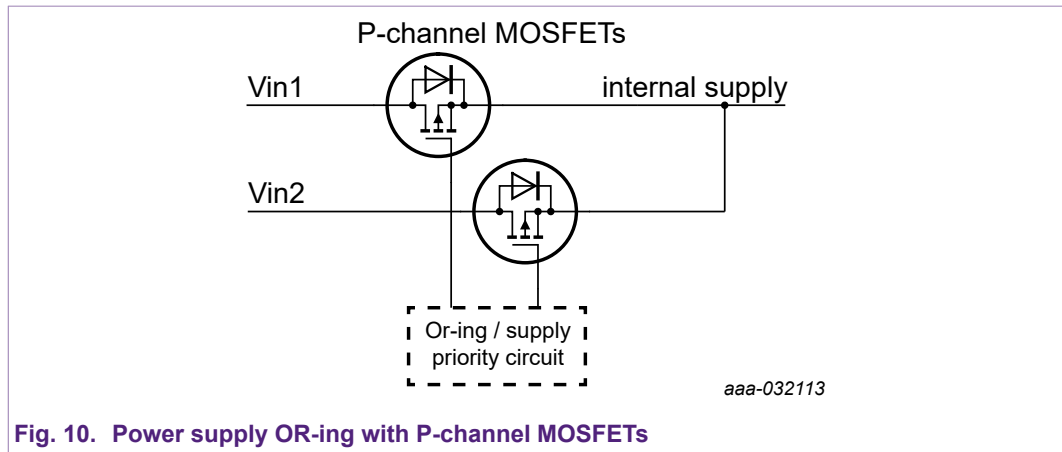 P-channel MOSFETs
Vin1
internal supply
Vin2
Or-ing / supply
priority circuit
aaa-032113
Fig. 10. Power supply OR-ing with P-channel MOSFETs